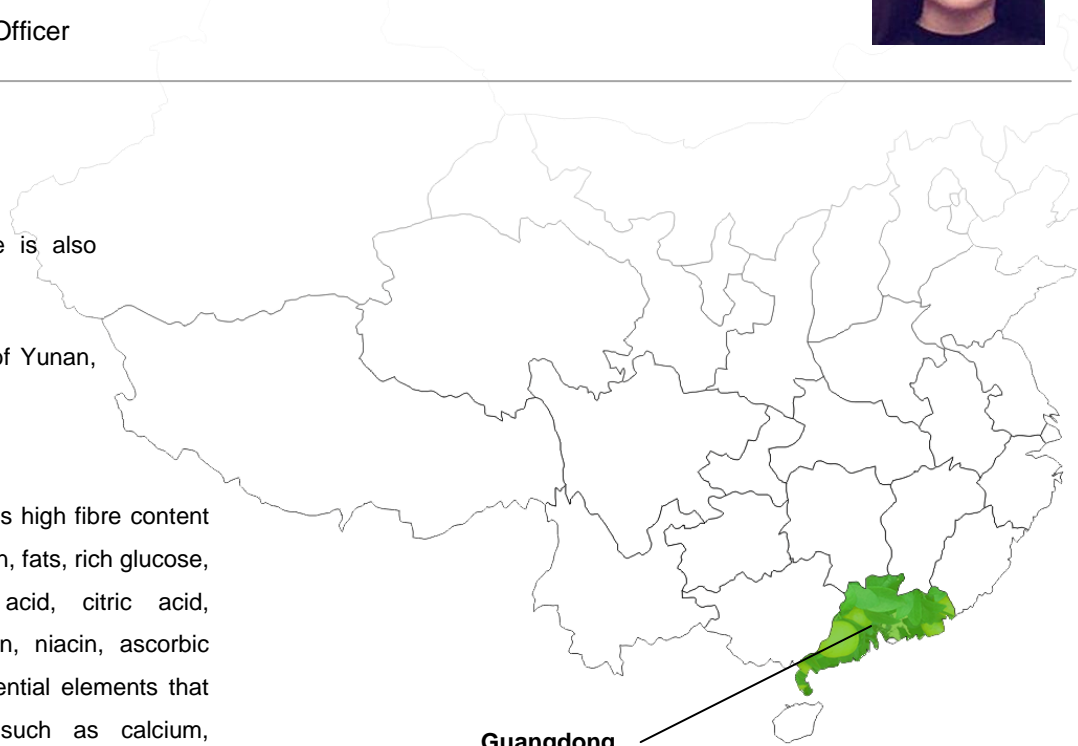 Officer
e is also
of Yunan,
s high fibre content
n, fats, rich glucose,
acid, citric acid,
n, niacin, ascorbic
ential elements that
such as calcium,
Guangdong